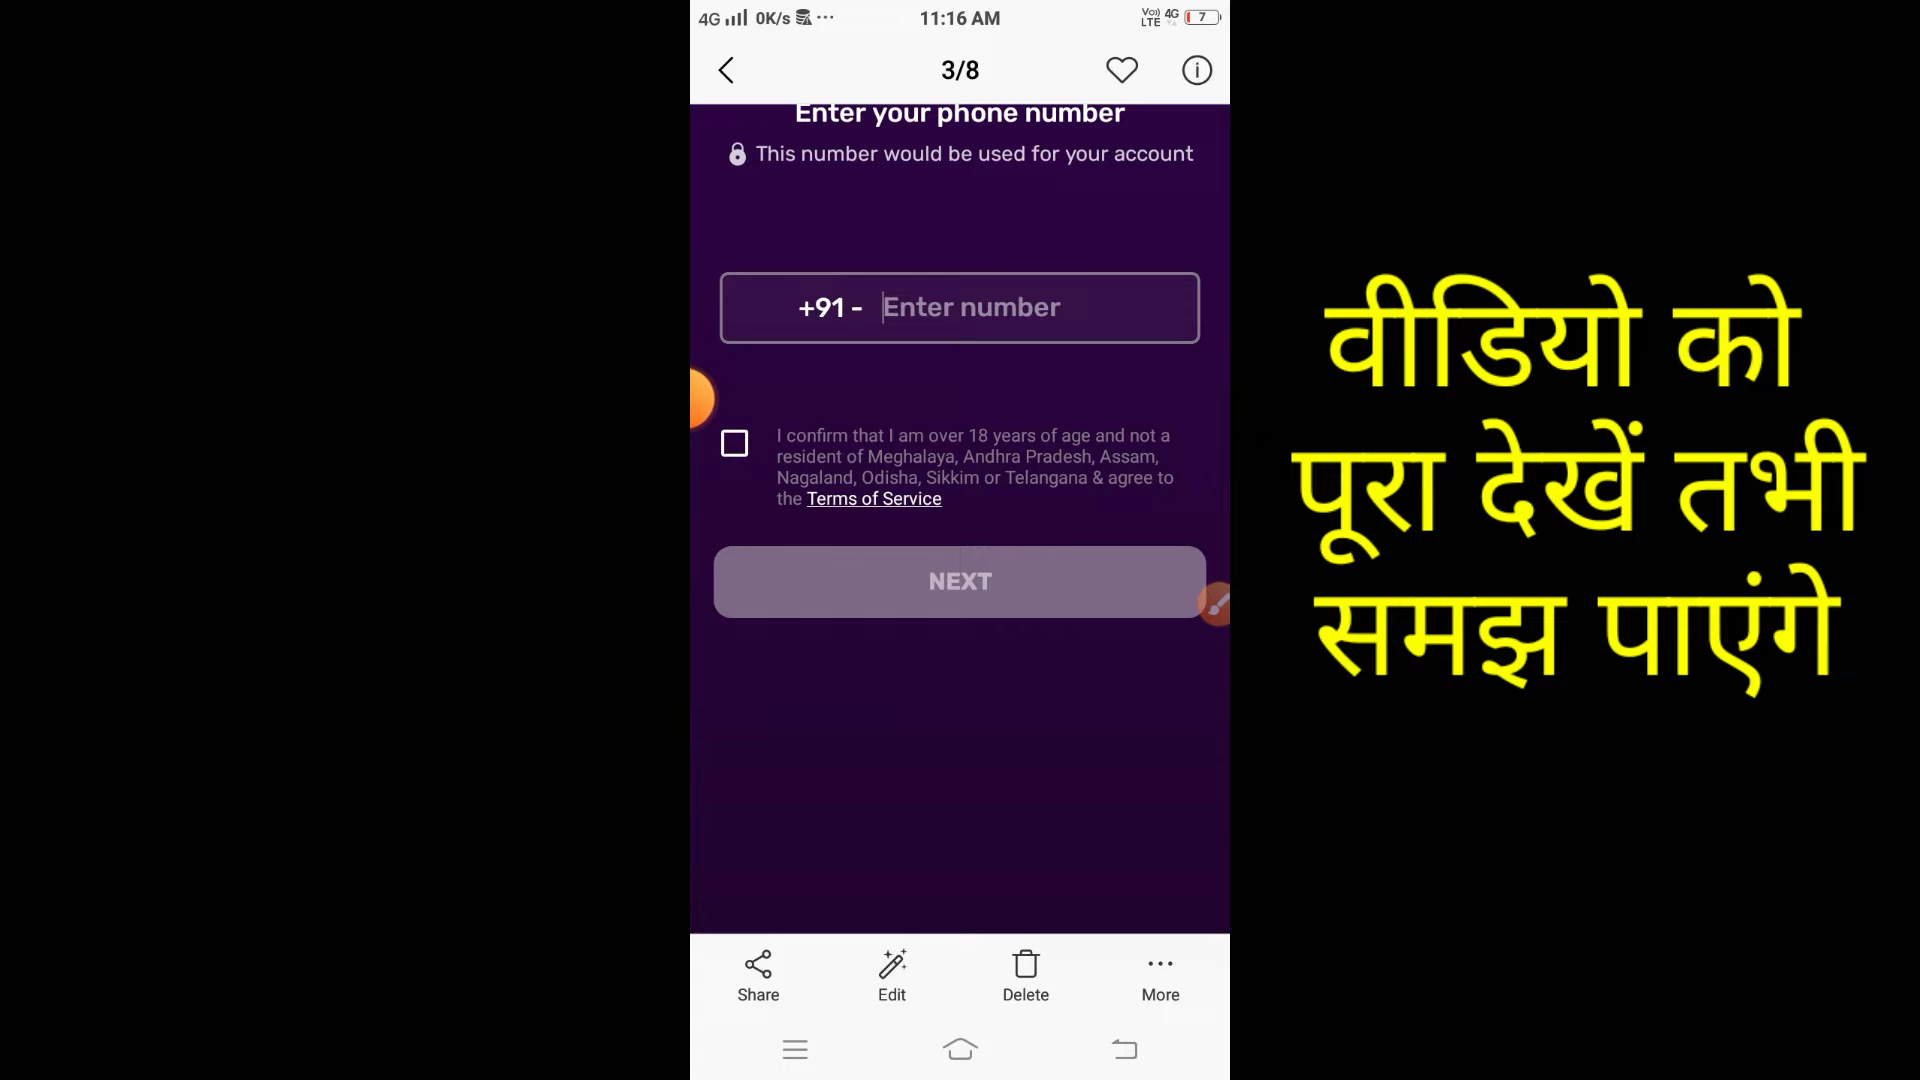 4G 0K/s ... 11:16 AM Vo)) LTE 4G 7
3/8
Enter your phone number
This number would be used for your account
+91 - Enter number
I confirm that I am over 18 years of age and not a
resident of Meghalaya, Andhra Pradesh, Assam,
Nagaland, Odisha, Sikkim or Telangana & agree to
the Terms of Service
NEXT
Share Edit Delete More
वीडियो को
पूरा देखें तभी
समझ पाएंगे